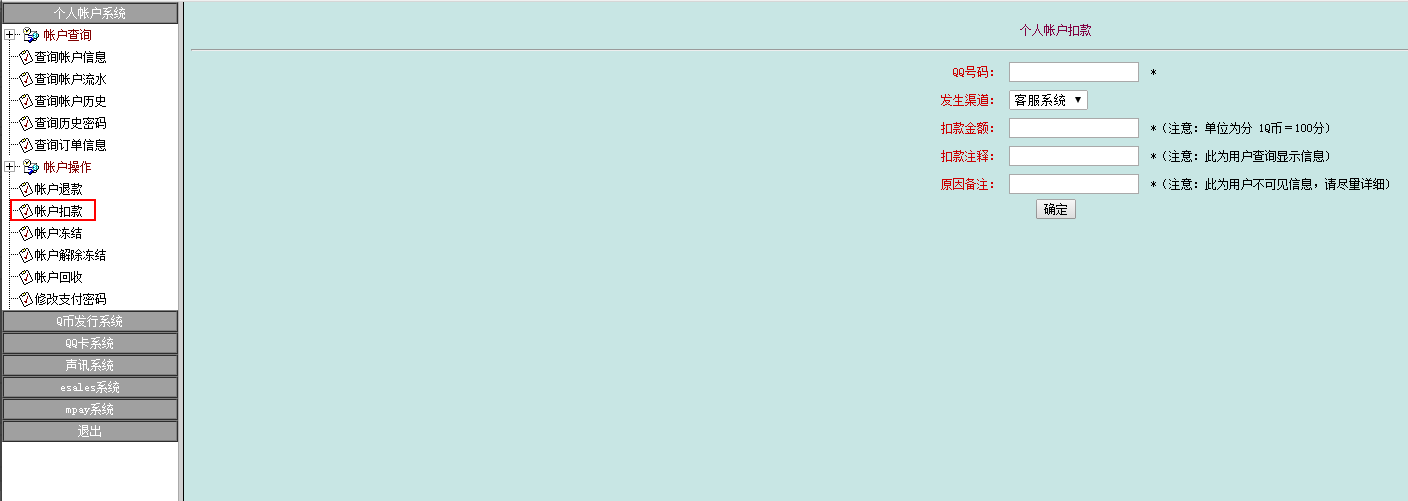 个人帐户系统
帐户查询
查询帐户信息
查询帐户流水
查询帐户历史
查询历史密码
查询订单信息
帐户操作
帐户退款
帐户扣款
帐户冻结
帐户解除冻结
帐户回收
修改支付密码
Q币发行系统
QQ卡系统
声讯系统
esales系统
mpay系统
退出
个人帐户扣款
QQ号码： *
发生渠道： 客服系统 ▼
扣款金额： *（注意：单位为分 1Q币＝100分）
扣款注释： *（注意：此为用户查询显示信息）
原因备注： *（注意：此为用户不可见信息，请尽量详细）
确定